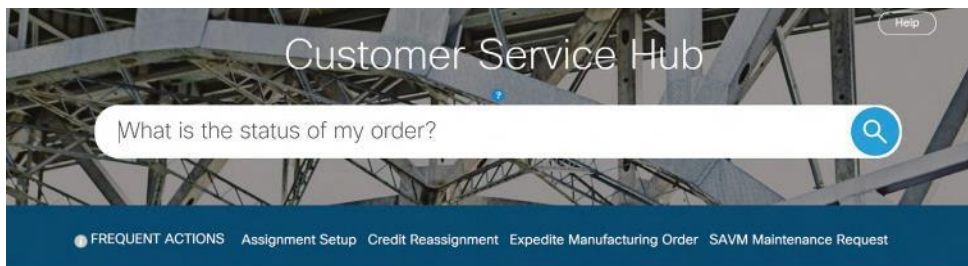 Help
Customer Service Hub
?
What is the status of my order?
FREQUENT ACTIONS Assignment Setup Credit Reassignment Expedite Manufacturing Order SAVM Maintenance Request